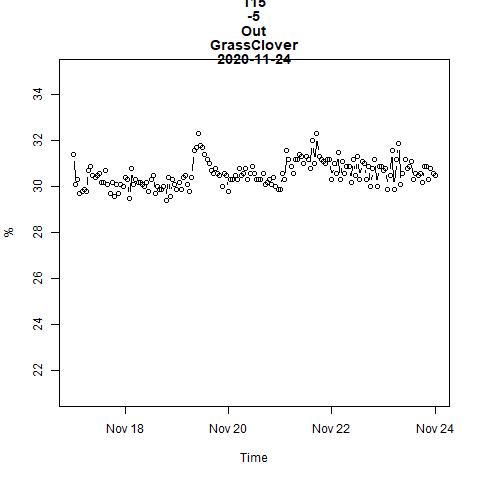 T15
-5
Out
GrassClover
2020-11-24
34
32
30
28
26
24
22
%
Nov 18
Nov 20
Nov 22
Nov 24
Time